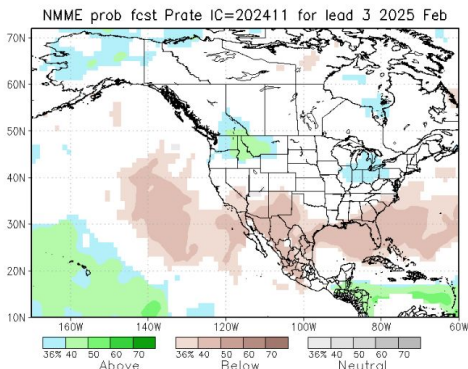 NMME prob fcst Prate IC=202411 for lead 3 2025 Feb
70N
60N
50N
40N
30N
20N
10N
160W 140W 120W 100W 80W 60W
36% 40 50 60 70 36% 40 50 60 70 36% 40 50 60 70
Above Below Neutral